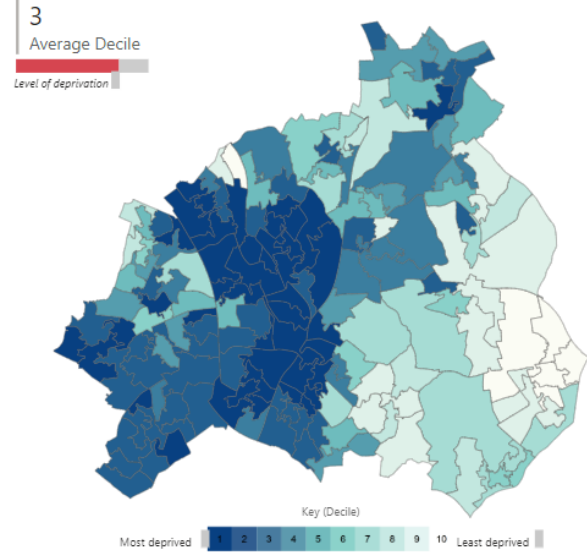 3
Average Decile
Level of deprivation
Key (Decile)
Most deprived 1 2 3 4 5 6 7 8 9 10 Least deprived